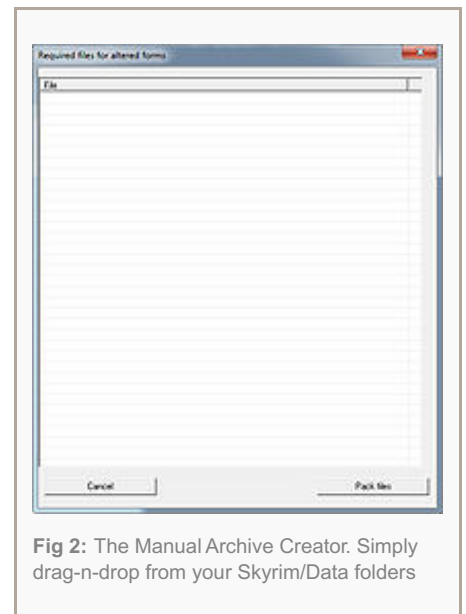 Required files for altered forms
File
Cancel
Pack files
Fig 2: The Manual Archive Creator. Simply
drag-n-drop from your Skyrim/Data folders